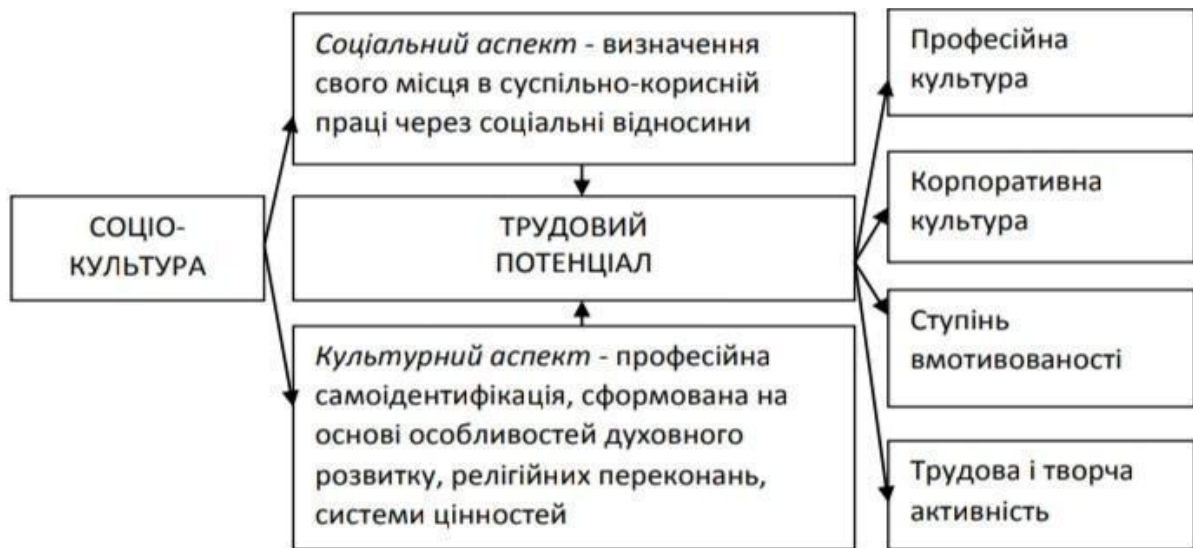 СОЦІО-
КУЛЬТУРА
Соціальний аспект - визначення
свого місця в суспільно-корисній
праці через соціальні відносини
ТРУДОВИЙ
ПОТЕНЦІАЛ
Культурний аспект - професійна
самоідентифікація, сформована на
основі особливостей духовного
розвитку, релігійних переконань,
системи цінностей
Професійна
культура
Корпоративна
культура
Ступінь
вмотивованості
Трудова і творча
активність